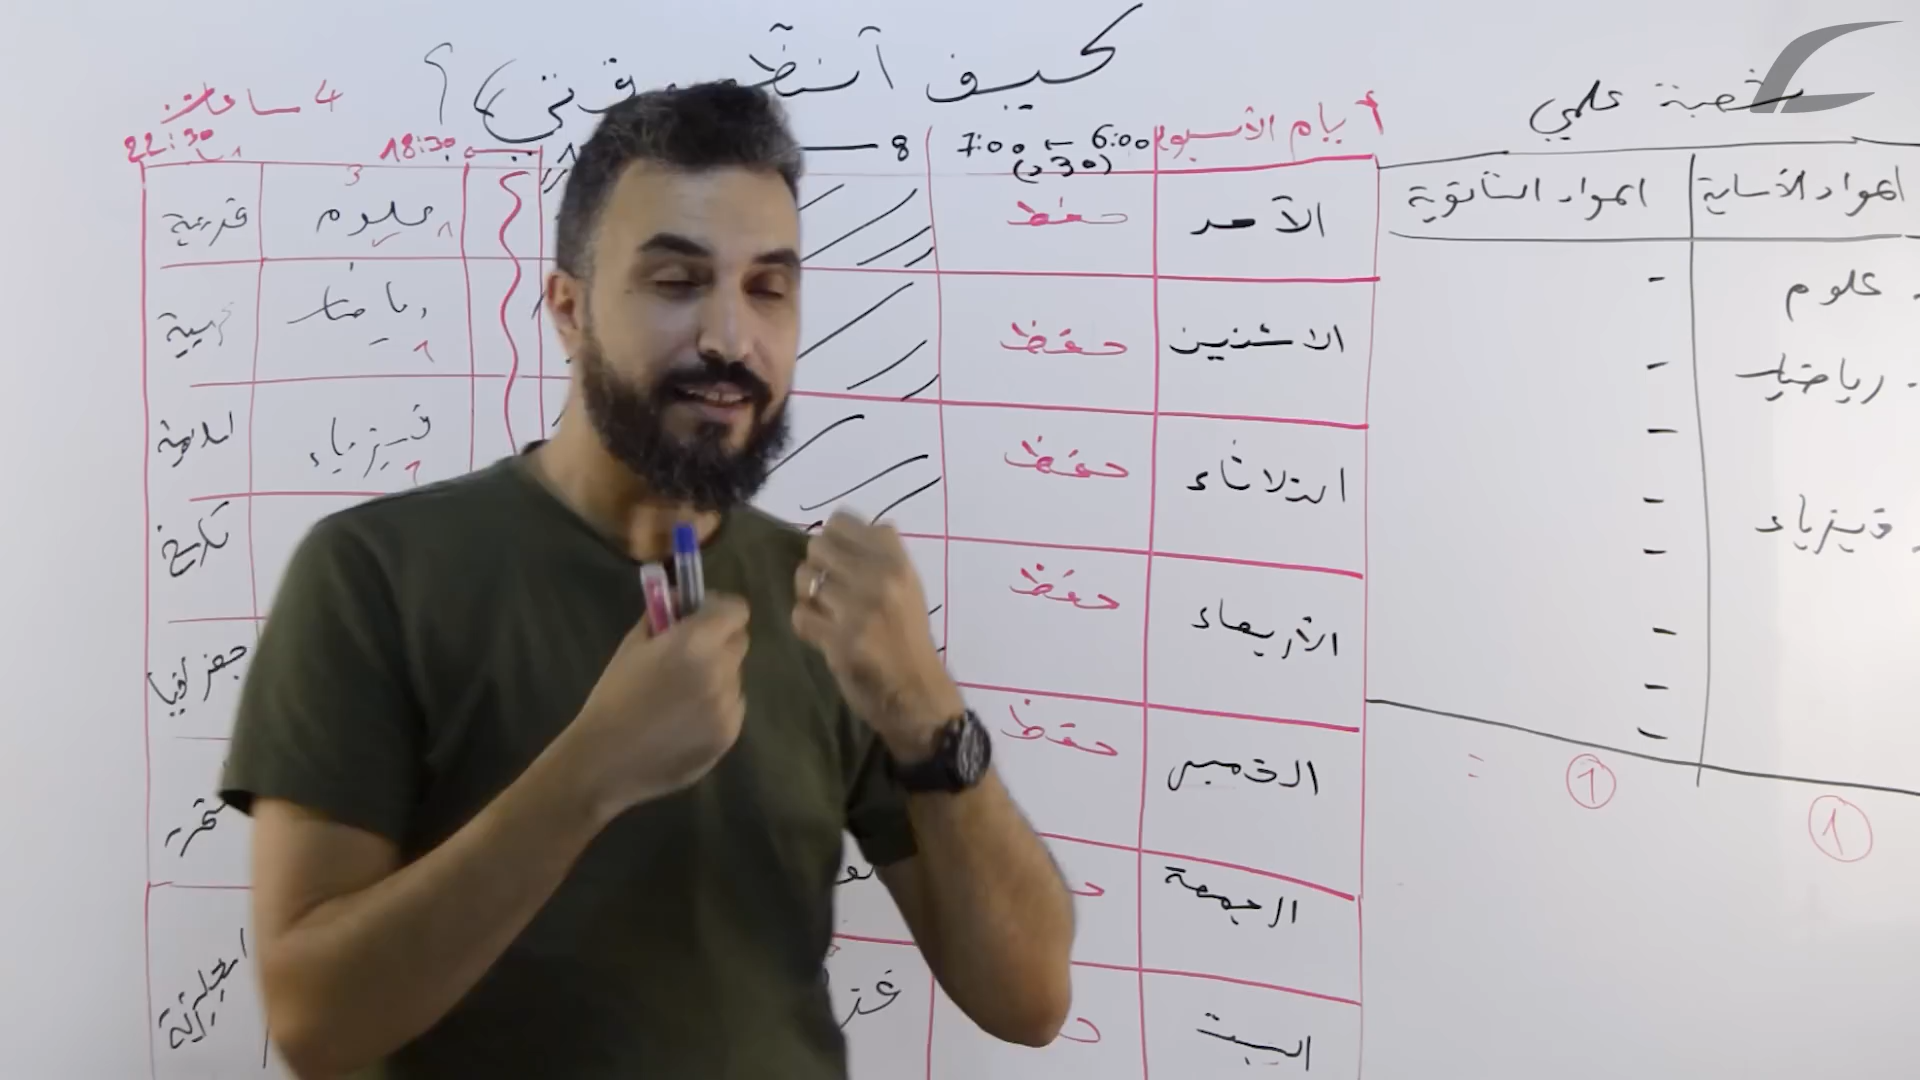 كيف أنظم وقتي ؟
شعبة علمي
4 ساعات
أيام الأسبوع
6:00 ← 7:00
(30 د)
8
18:30
22:30
المواد الأساسية
المواد الثانوية
- علوم
- رياضيات
- فيزياء
1
1
=
الأحد
حفظ
علوم
عربية
الاثنين
حفظ
رياضيات
الثلاثاء
حفظ
فيزياء
الأربعاء
حفظ
تاريخ
الخميس
حفظ
جغرافيا
الجمعة
السبت